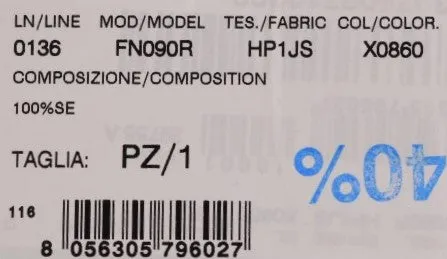 LN/LINE MOD/MODEL TES./FABRIC COL/COLOR.
0136 FN090R HP1JS X0860
COMPOSIZIONE/COMPOSITION
100%SE
TAGLIA: PZ/1
40%
116
8 056305 796027